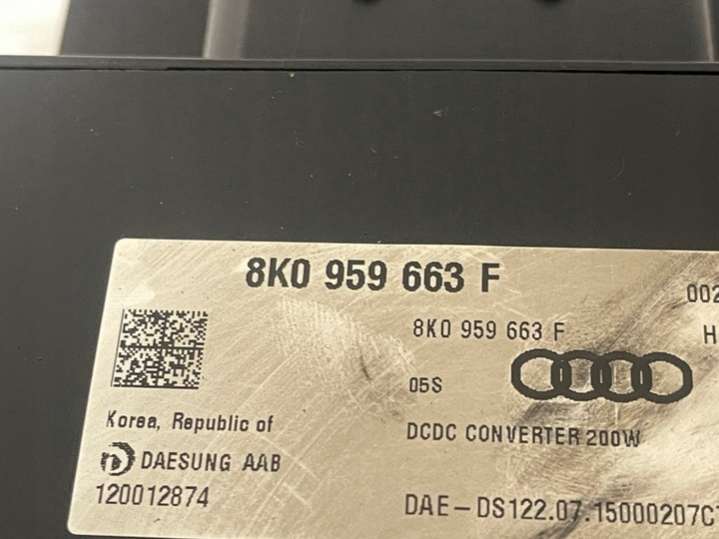 8K0 959 663 F
002
8K0 959 663 F
H
05S
Korea, Republic of
DCDC CONVERTER 200W
DAESUNG AAB
120012874
DAE-DS122.07.15000207C